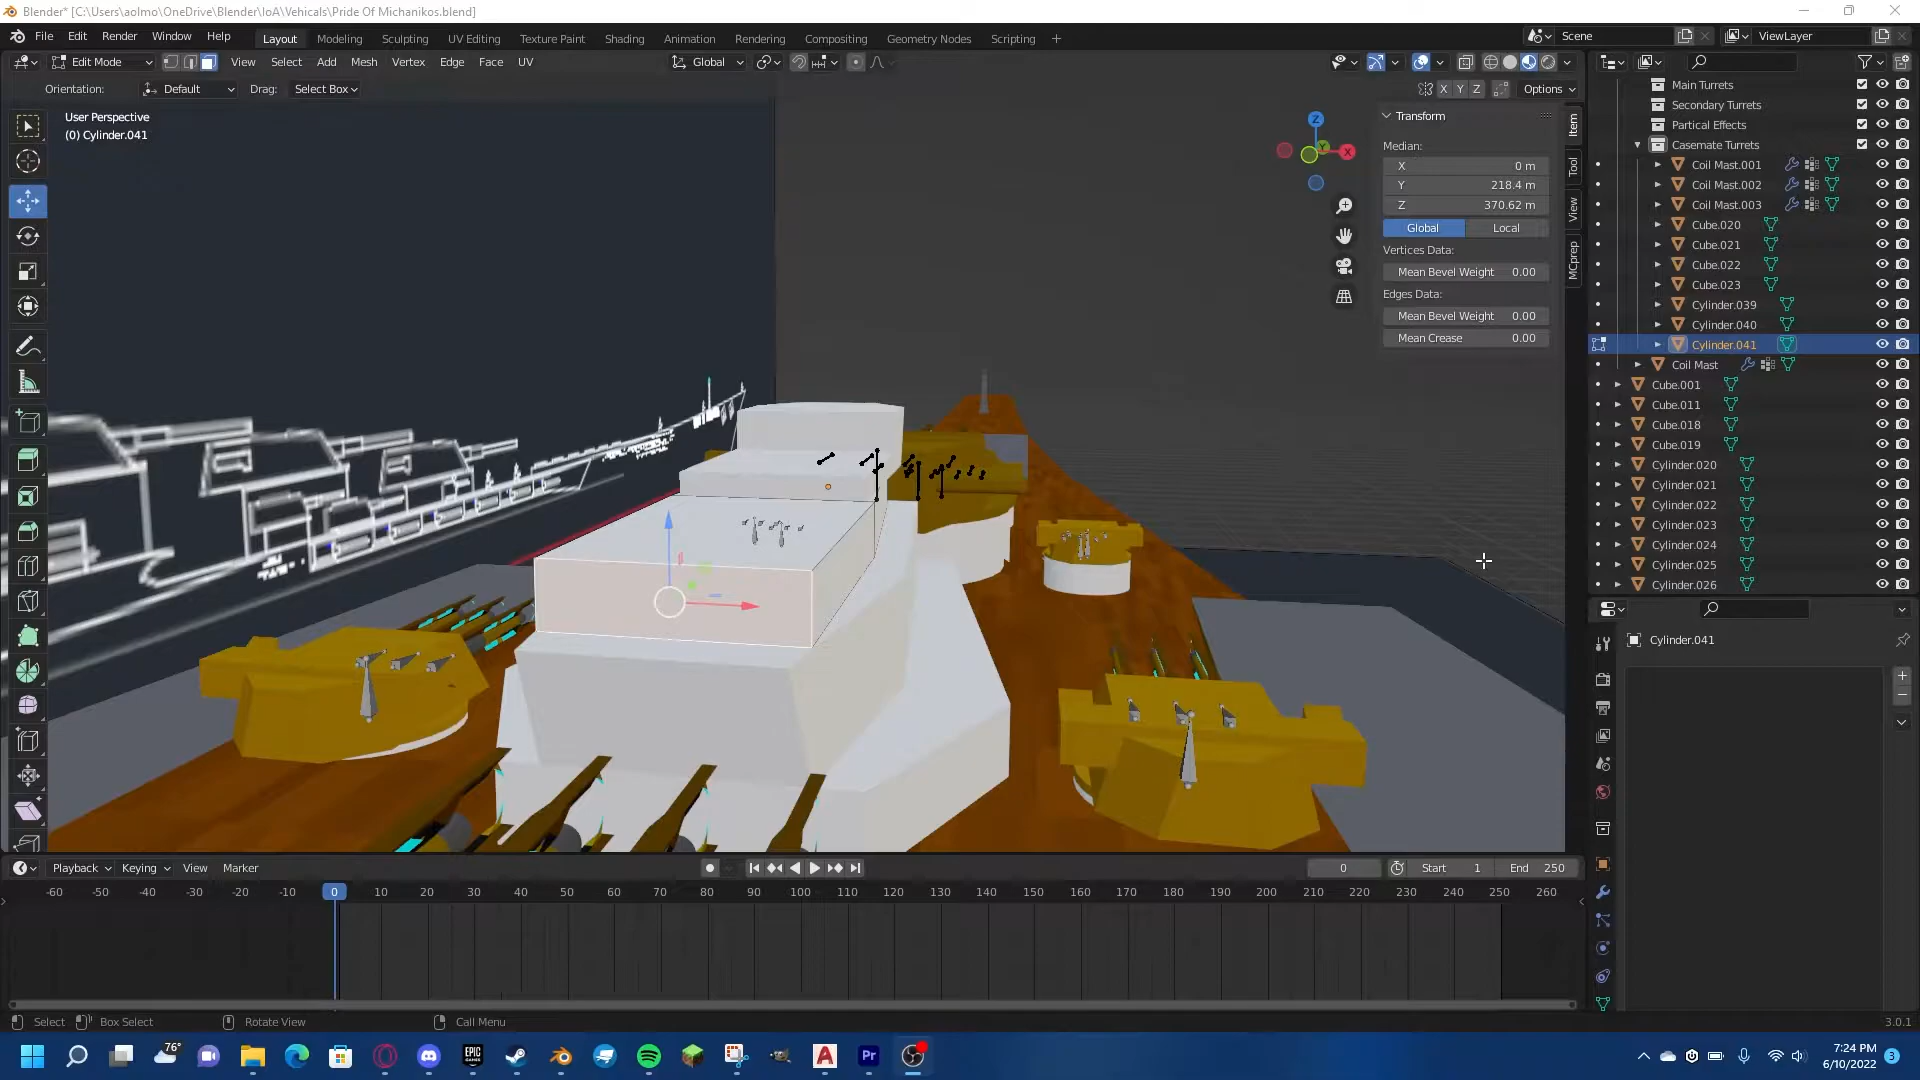 Blender* [C:\Users\aolmo\OneDrive\Blender\IoA\Vehicals\Pride Of Michanikos.blend]
File Edit Render Window Help Layout Modeling Sculpting UV Editing Texture Paint Shading Animation Rendering Compositing Geometry Nodes Scripting + Scene ViewLayer
Edit Mode View Select Add Mesh Vertex Edge Face UV Global
Orientation: Default Drag: Select Box X Y Z Options
User Perspective
(0) Cylinder.041
Z
X
Transform
Median:
X 0 m
Y 218.4 m
Z 370.62 m
Global Local
Vertices Data:
Mean Bevel Weight 0.00
Edges Data:
Mean Bevel Weight 0.00
Mean Crease 0.00
Item
Tool
View
MCprep
Main Turrets
Secondary Turrets
Partical Effects
Casemate Turrets
Coil Mast.001
Coil Mast.002
Coil Mast.003
Cube.020
Cube.021
Cube.022
Cube.023
Cylinder.039
Cylinder.040
Cylinder.041
Coil Mast
Cube.001
Cube.011
Cube.018
Cube.019
Cylinder.020
Cylinder.021
Cylinder.022
Cylinder.023
Cylinder.024
Cylinder.025
Cylinder.026
Cylinder.041
Playback Keying View Marker 0 Start 1 End 250
-60 -50 -40 -30 -20 -10 0 10 20 30 40 50 60 70 80 90 100 110 120 130 140 150 160 170 180 190 200 210 220 230 240 250 260
Select Box Select Rotate View Call Menu 3.0.1
76°
EPIC GAMES
A
Pr
7:24 PM
6/10/2022
3